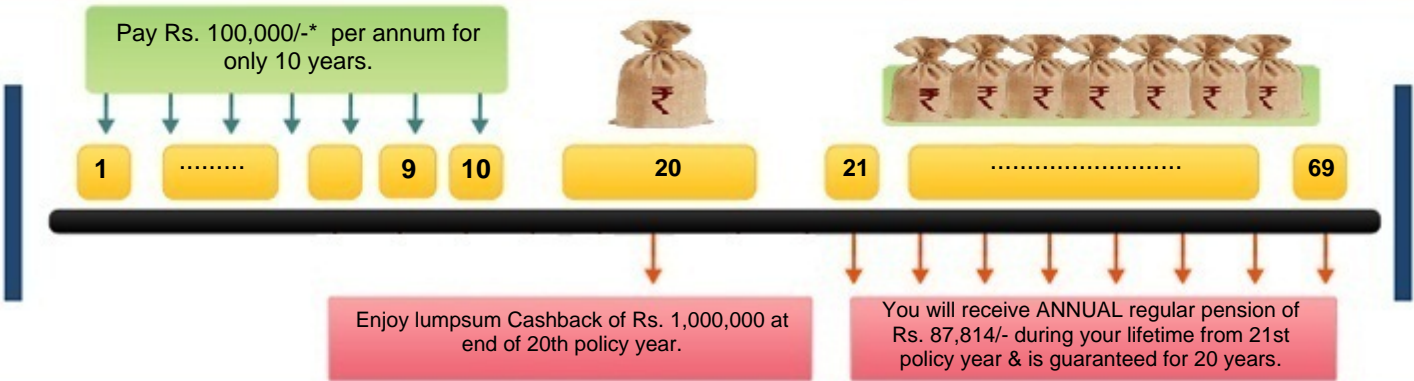 Pay Rs. 100,000/-* per annum for
only 10 years.
₹
₹ ₹ ₹ ₹ ₹ ₹ ₹
1
.........
9
10
20
21
..........................
69
Enjoy lumpsum Cashback of Rs. 1,000,000 at
end of 20th policy year.
You will receive ANNUAL regular pension of
Rs. 87,814/- during your lifetime from 21st
policy year & is guaranteed for 20 years.